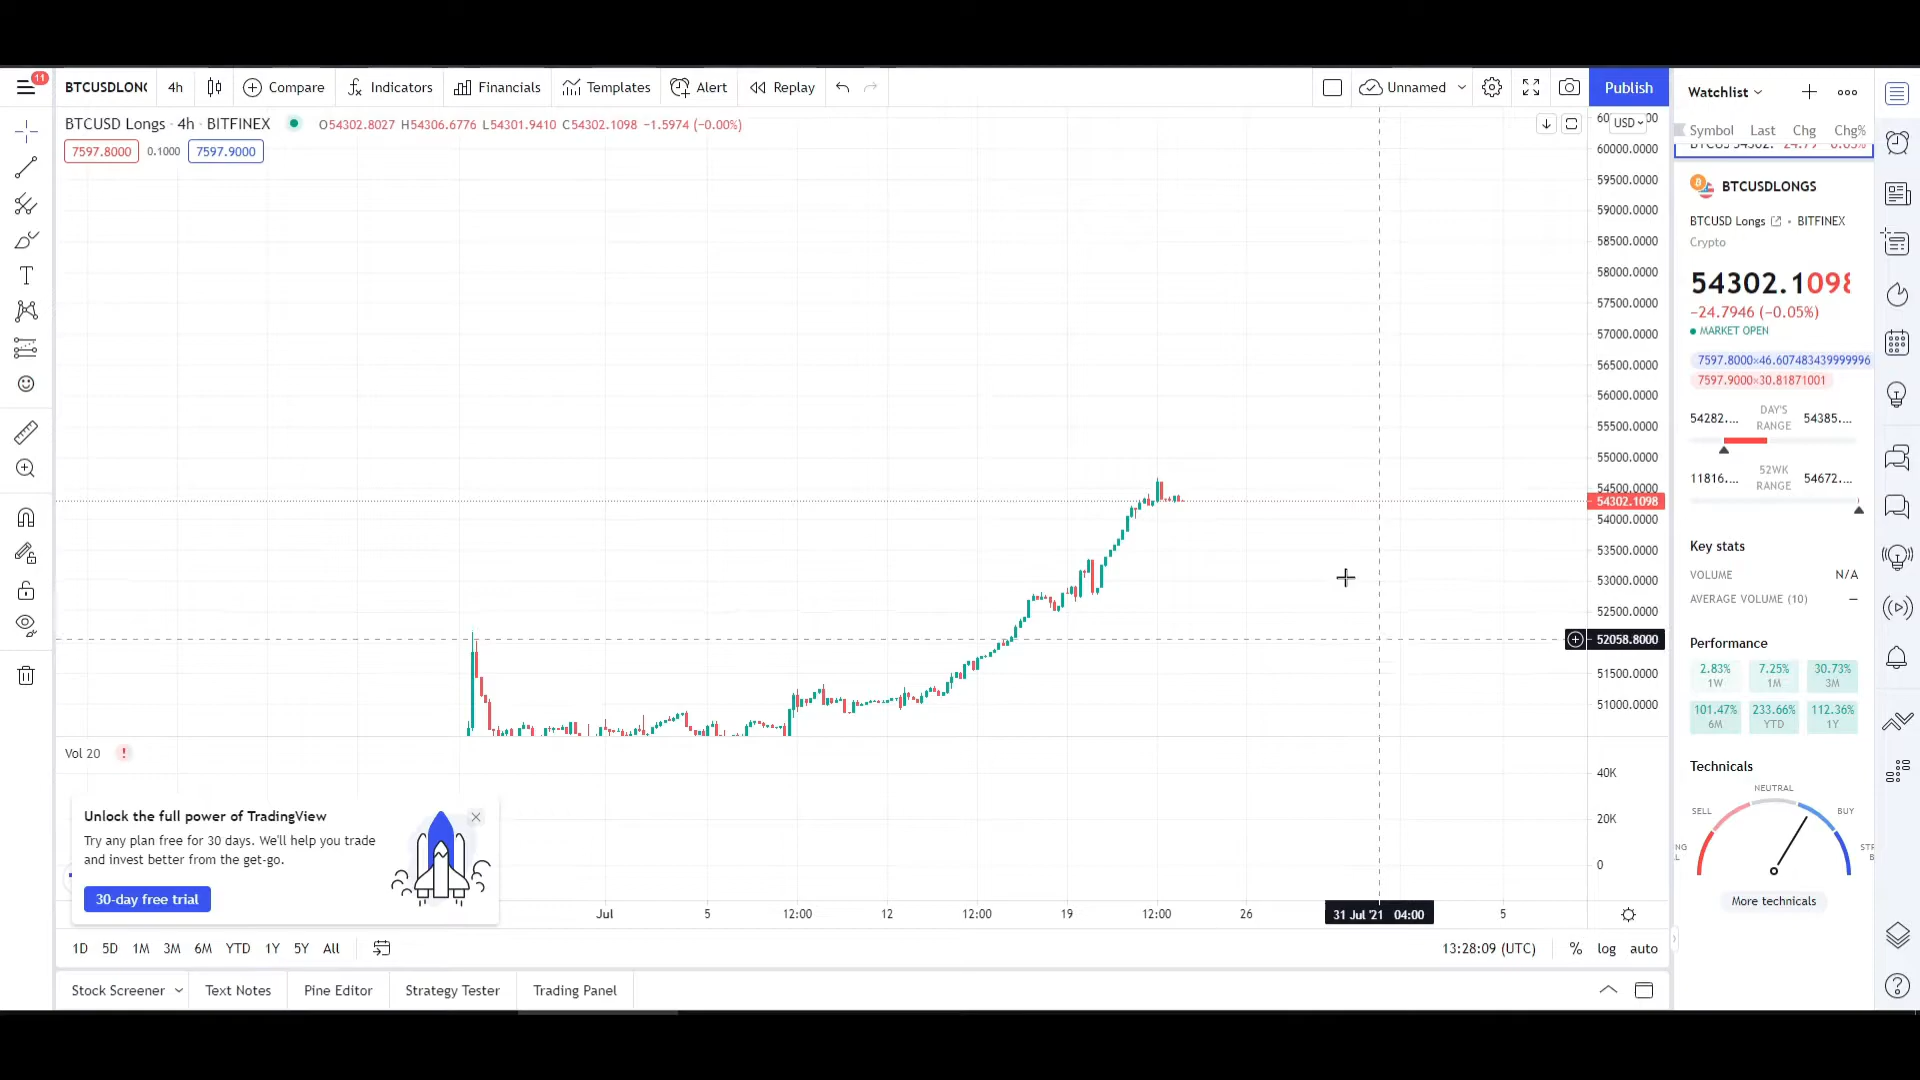 11
BTCUSDLONG 4h Compare Indicators Financials Templates Alert Replay Unnamed Publish
BTCUSD Longs · 4h · BITFINEX O54302.8027 H54306.6776 L54301.9410 C54302.1098 −1.5974 (−0.00%)
7597.8000 0.1000 7597.9000
USD
60000.0000
59500.0000
59000.0000
58500.0000
58000.0000
57500.0000
57000.0000
56500.0000
56000.0000
55500.0000
55000.0000
54500.0000
54302.1098
54000.0000
53500.0000
53000.0000
52500.0000
52058.8000
51500.0000
51000.0000
Vol 20 !
40K
20K
0
Unlock the full power of TradingView
Try any plan free for 30 days. We'll help you trade
and invest better from the get-go.
30-day free trial
Jul 5 12:00 12 12:00 19 12:00 26 31 Jul '21 04:00 5
1D 5D 1M 3M 6M YTD 1Y 5Y All 13:28:09 (UTC) % log auto
Stock Screener Text Notes Pine Editor Strategy Tester Trading Panel
Watchlist
Symbol Last Chg Chg%
BTCUSDLONGS
BTCUSD Longs • BITFINEX
Crypto
54302.1098
−24.7946 (−0.05%)
MARKET OPEN
7597.8000×46.607483439999996
7597.9000×30.81871001
54282.... DAY'S RANGE 54385....
11816.... 52WK RANGE 54672....
Key stats
VOLUME N/A
AVERAGE VOLUME (10) —
Performance
2.83% 7.25% 30.73%
1W 1M 3M
101.47% 233.66% 112.36%
6M YTD 1Y
Technicals
NEUTRAL
SELL BUY
More technicals